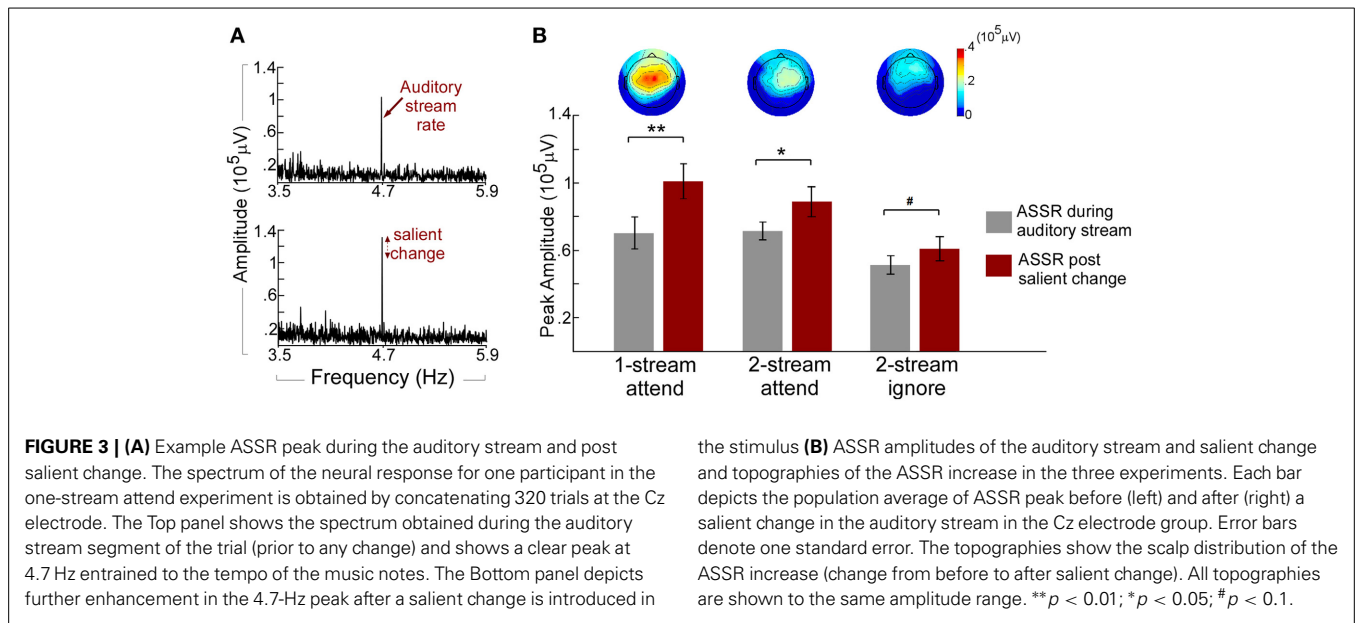 A
1.4
1
.6
.2
Auditory
stream
rate
3.5
4.7
5.9
1.4
1
.6
.2
salient
change
3.5
4.7
5.9
Amplitude (10⁵μV)
Frequency (Hz)
B
(10⁵μV)
.4
.2
0
1.4
1
.6
.2
Peak Amplitude (10⁵μV)
**
*
#
1-stream
attend
2-stream
attend
2-stream
ignore
ASSR during
auditory stream
ASSR post
salient change
FIGURE 3 | (A) Example ASSR peak during the auditory stream and post
salient change. The spectrum of the neural response for one participant in the
one-stream attend experiment is obtained by concatenating 320 trials at the Cz
electrode. The Top panel shows the spectrum obtained during the auditory
stream segment of the trial (prior to any change) and shows a clear peak at
4.7 Hz entrained to the tempo of the music notes. The Bottom panel depicts
further enhancement in the 4.7-Hz peak after a salient change is introduced in
the stimulus (B) ASSR amplitudes of the auditory stream and salient change
and topographies of the ASSR increase in the three experiments. Each bar
depicts the population average of ASSR peak before (left) and after (right) a
salient change in the auditory stream in the Cz electrode group. Error bars
denote one standard error. The topographies show the scalp distribution of the
ASSR increase (change from before to after salient change). All topographies
are shown to the same amplitude range. **p < 0.01; *p < 0.05; #p < 0.1.